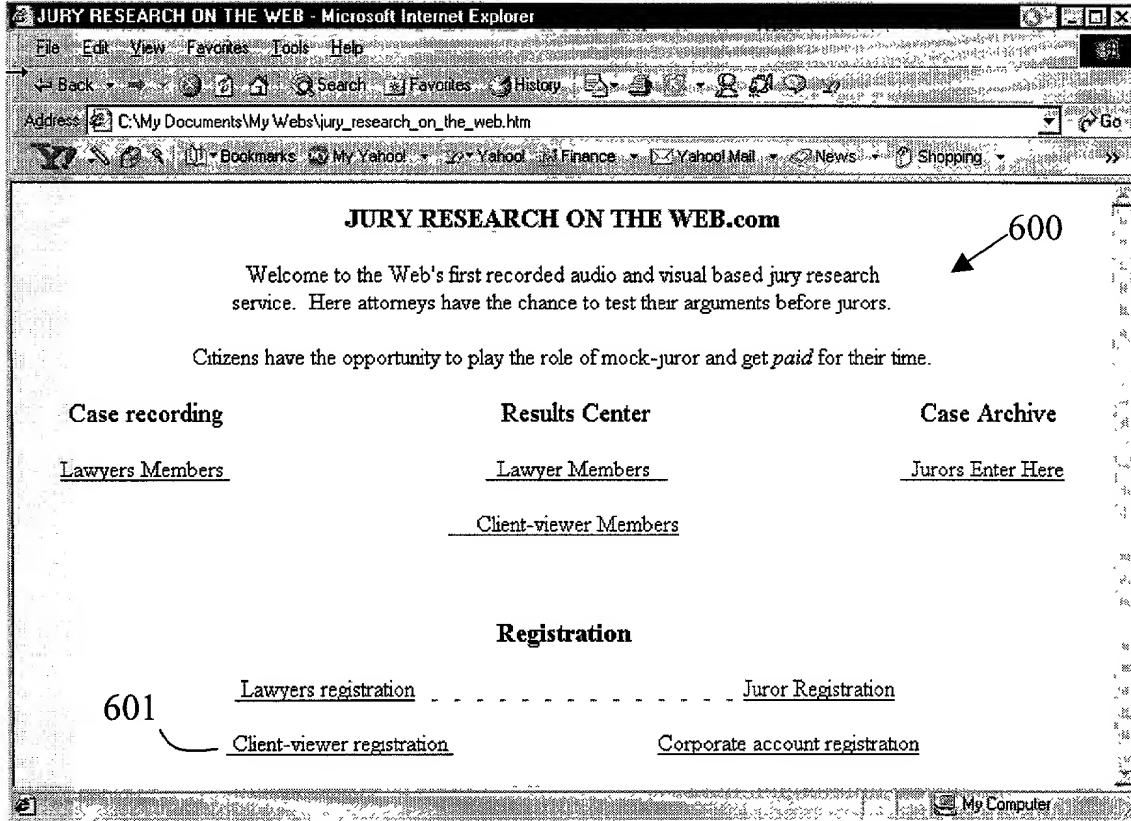 JURY RESEARCH ON THE WEB - Microsoft Internet Explorer
File Edit View Favorites Tools Help
Back Search Favorites History
Address C:\My Documents\My Webs\jury_research_on_the_web.htm Go
Y? Bookmarks My Yahoo! Yahoo! Finance Yahoo! Mail News Shopping »
JURY RESEARCH ON THE WEB.com
600
Welcome to the Web's first recorded audio and visual based jury research
service. Here attorneys have the chance to test their arguments before jurors.
Citizens have the opportunity to play the role of mock-juror and get paid for their time.
Case recording Results Center Case Archive
Lawyers Members Lawyer Members Jurors Enter Here
Client-viewer Members
Registration
Lawyers registration Juror Registration
601
Client-viewer registration Corporate account registration
My Computer